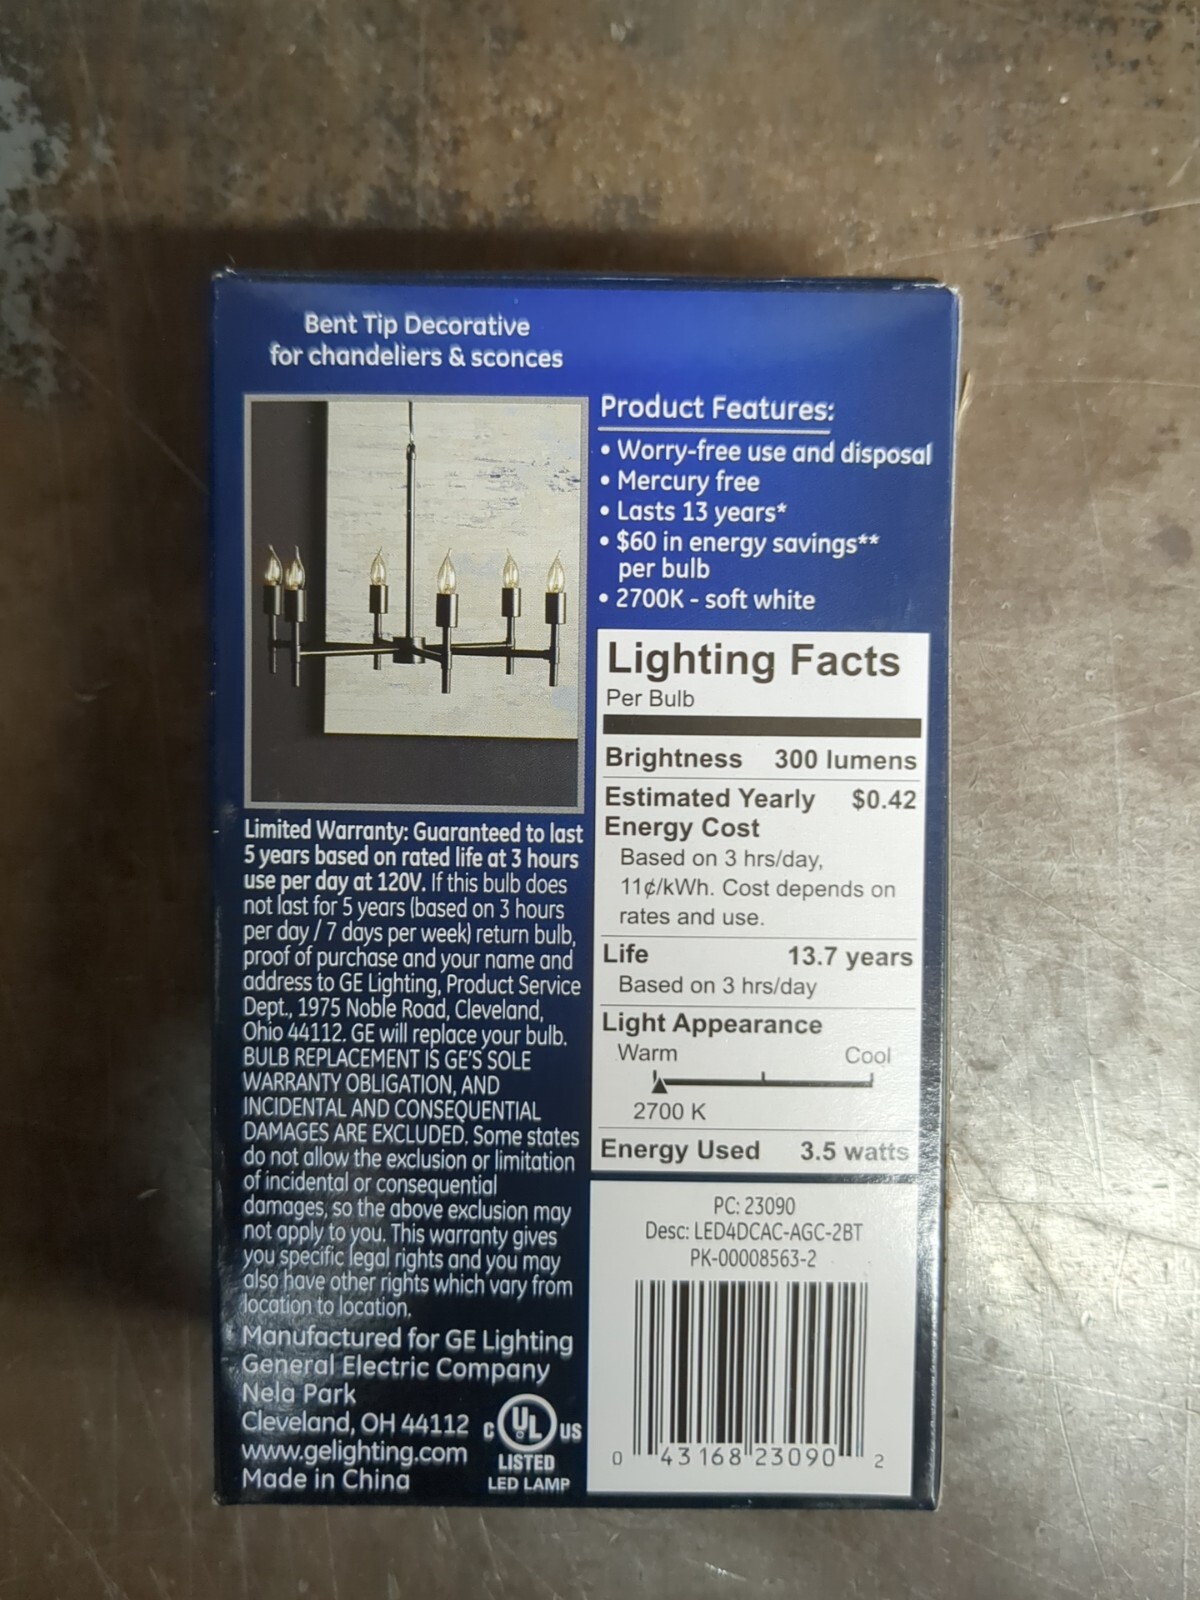 Bent Tip Decorative
for chandeliers & sconces
Product Features:
• Worry-free use and disposal
• Mercury free
• Lasts 13 years*
• $60 in energy savings**
per bulb
• 2700K - soft white
Lighting Facts
Per Bulb
Brightness 300 lumens
Estimated Yearly $0.42
Energy Cost
Based on 3 hrs/day,
11¢/kWh. Cost depends on
rates and use.
Life 13.7 years
Based on 3 hrs/day
Light Appearance
Warm Cool
2700 K
Energy Used 3.5 watts
Limited Warranty: Guaranteed to last
5 years based on rated life at 3 hours
use per day at 120V. If this bulb does
not last for 5 years (based on 3 hours
per day / 7 days per week) return bulb,
proof of purchase and your name and
address to GE Lighting, Product Service
Dept., 1975 Noble Road, Cleveland,
Ohio 44112. GE will replace your bulb.
BULB REPLACEMENT IS GE'S SOLE
WARRANTY OBLIGATION, AND
INCIDENTAL AND CONSEQUENTIAL
DAMAGES ARE EXCLUDED. Some states
do not allow the exclusion or limitation
of incidental or consequential
damages, so the above exclusion may
not apply to you. This warranty gives
you specific legal rights and you may
also have other rights which vary from
location to location.
Manufactured for GE Lighting
General Electric Company
Nela Park
Cleveland, OH 44112
www.gelighting.com
Made in China
C UL US
LISTED
LED LAMP
PC: 23090
Desc: LED4DCAC-AGC-2BT
PK-00008563-2
0 43168 23090 2